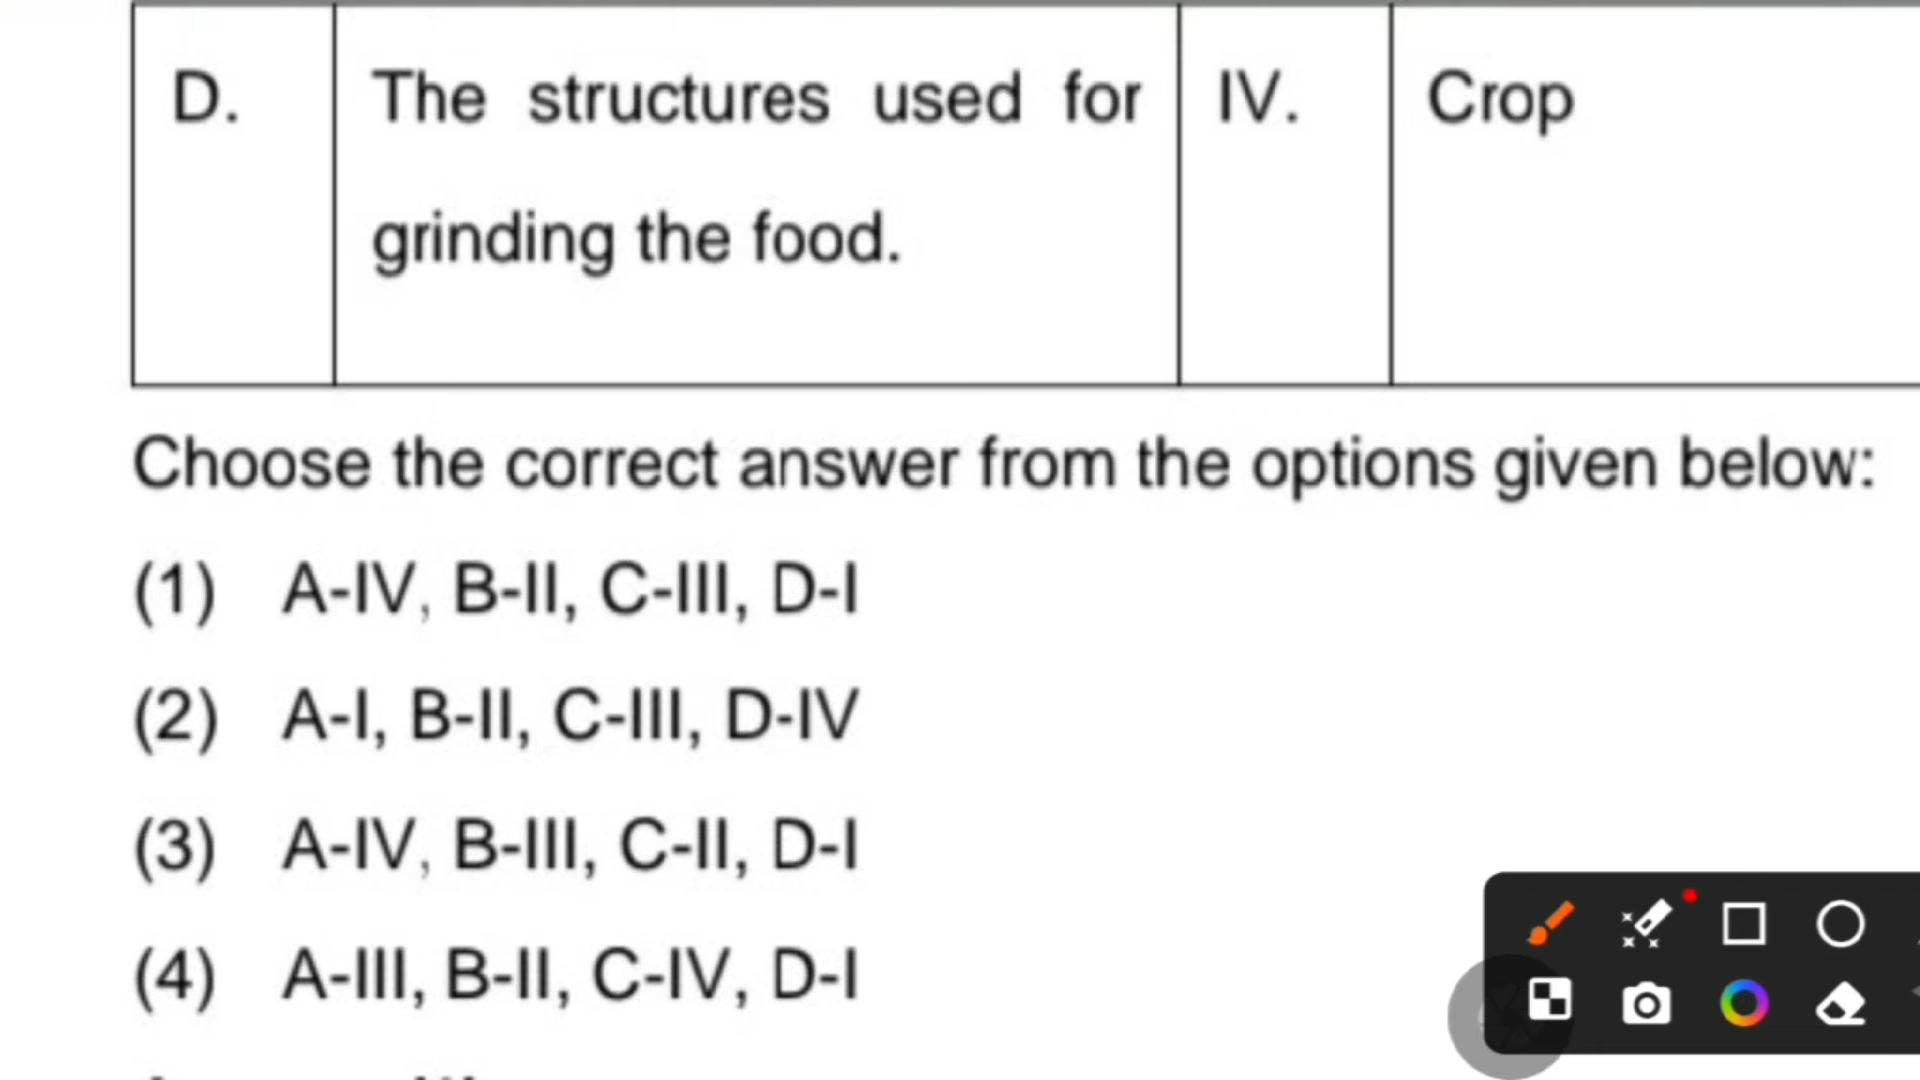 D. The structures used for IV. Crop
grinding the food.
Choose the correct answer from the options given below:
(1) A-IV, B-II, C-III, D-I
(2) A-I, B-II, C-III, D-IV
(3) A-IV, B-III, C-II, D-I
(4) A-III, B-II, C-IV, D-I